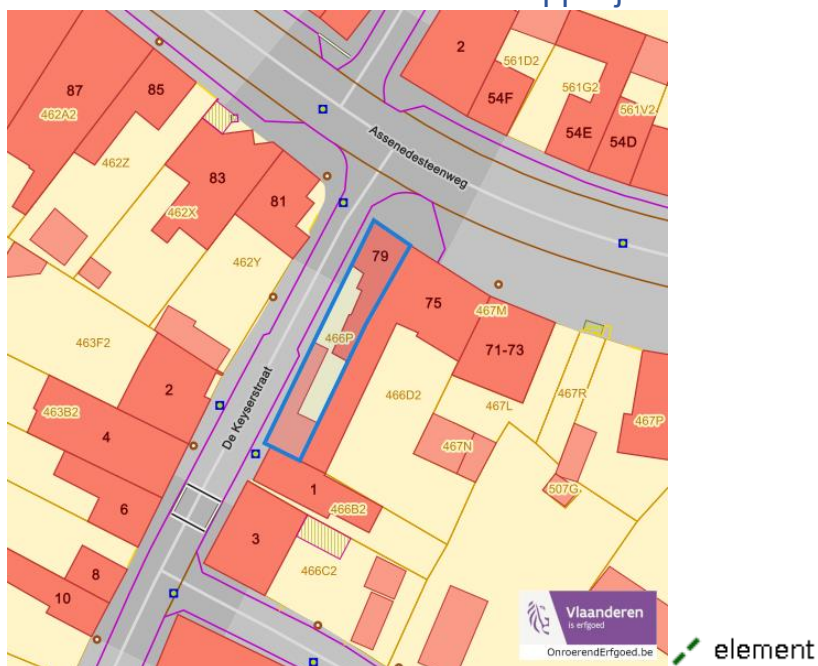 2
561D2
561G2
561V2
54F
54E
54D
87
462A2
85
462Z
83
462X
81
462Y
Assenedesteenweg
79
75
467M
71-73
466P
463F2
2
463B2
4
6
8
10
De Keyserstraat
466D2
467L
467R
467P
467N
507G
1
466B2
3
466C2
Vlaanderen
is erfgoed
OnroerendErfgoed.be
element